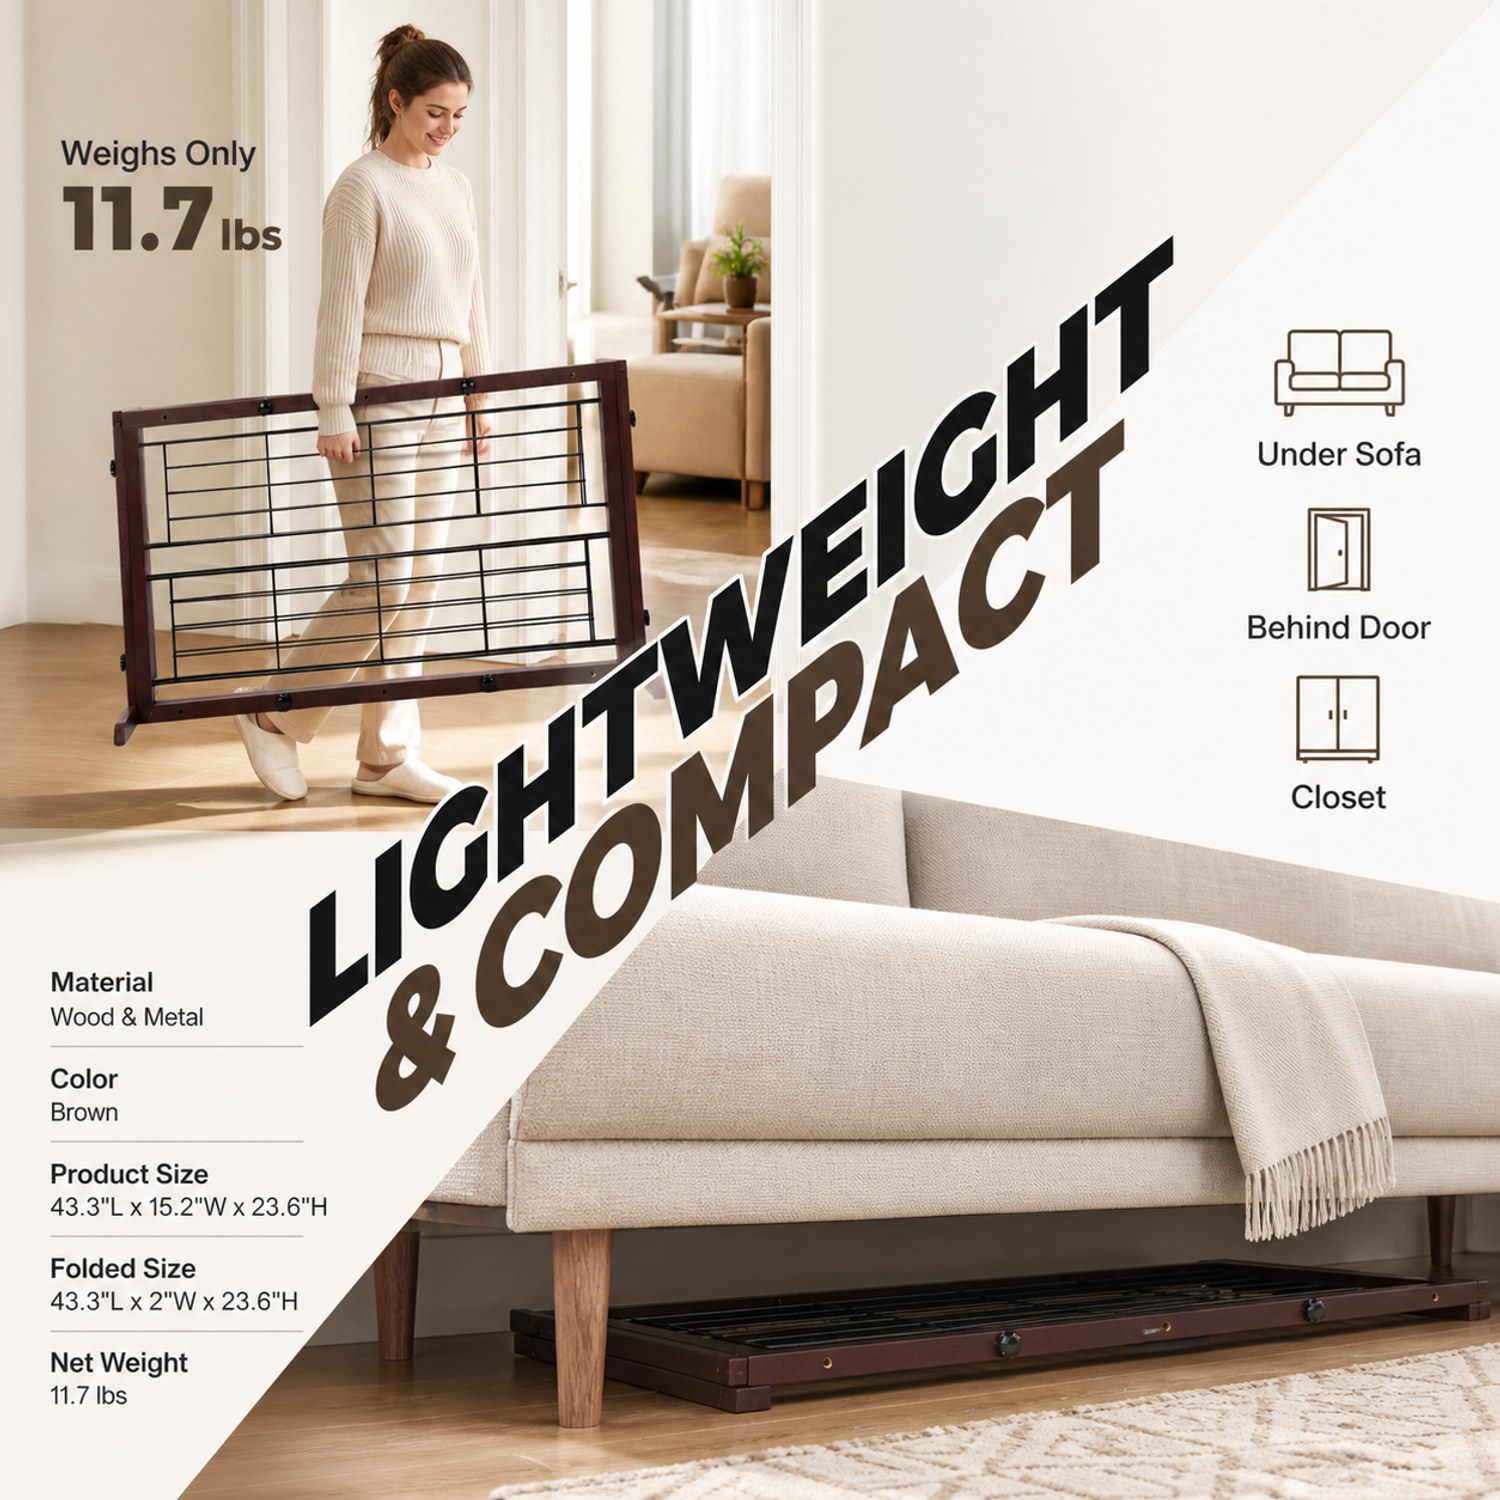 Weighs Only
11.7 lbs
LIGHTWEIGHT
& COMPACT
Under Sofa
Behind Door
Closet
Material
Wood & Metal
Color
Brown
Product Size
43.3"L x 15.2"W x 23.6"H
Folded Size
43.3"L x 2"W x 23.6"H
Net Weight
11.7 lbs